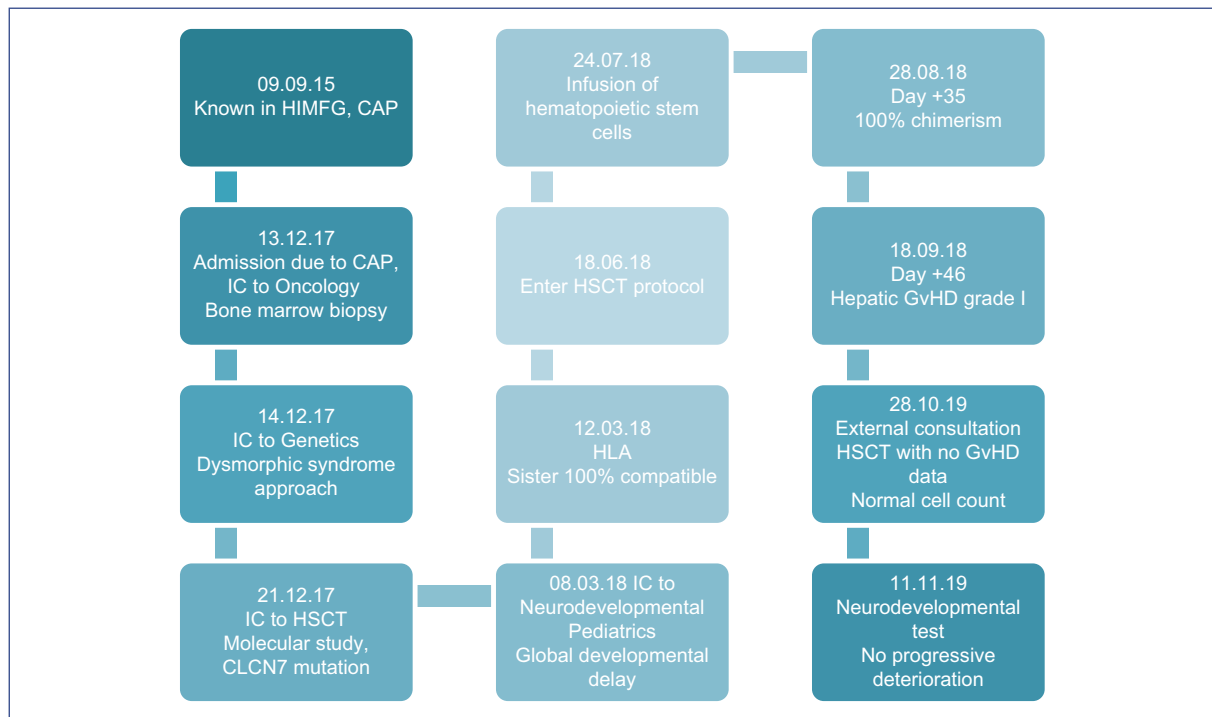 09.09.15
Known in HIMFG, CAP
13.12.17
Admission due to CAP,
IC to Oncology
Bone marrow biopsy
14.12.17
IC to Genetics
Dysmorphic syndrome
approach
21.12.17
IC to HSCT
Molecular study,
CLCN7 mutation
08.03.18 IC to
Neurodevelopmental
Pediatrics
Global developmental
delay
12.03.18
HLA
Sister 100% compatible
18.06.18
Enter HSCT protocol
24.07.18
Infusion of
hematopoietic stem
cells
28.08.18
Day +35
100% chimerism
18.09.18
Day +46
Hepatic GvHD grade I
28.10.19
External consultation
HSCT with no GvHD
data
Normal cell count
11.11.19
Neurodevelopmental
test
No progressive
deterioration